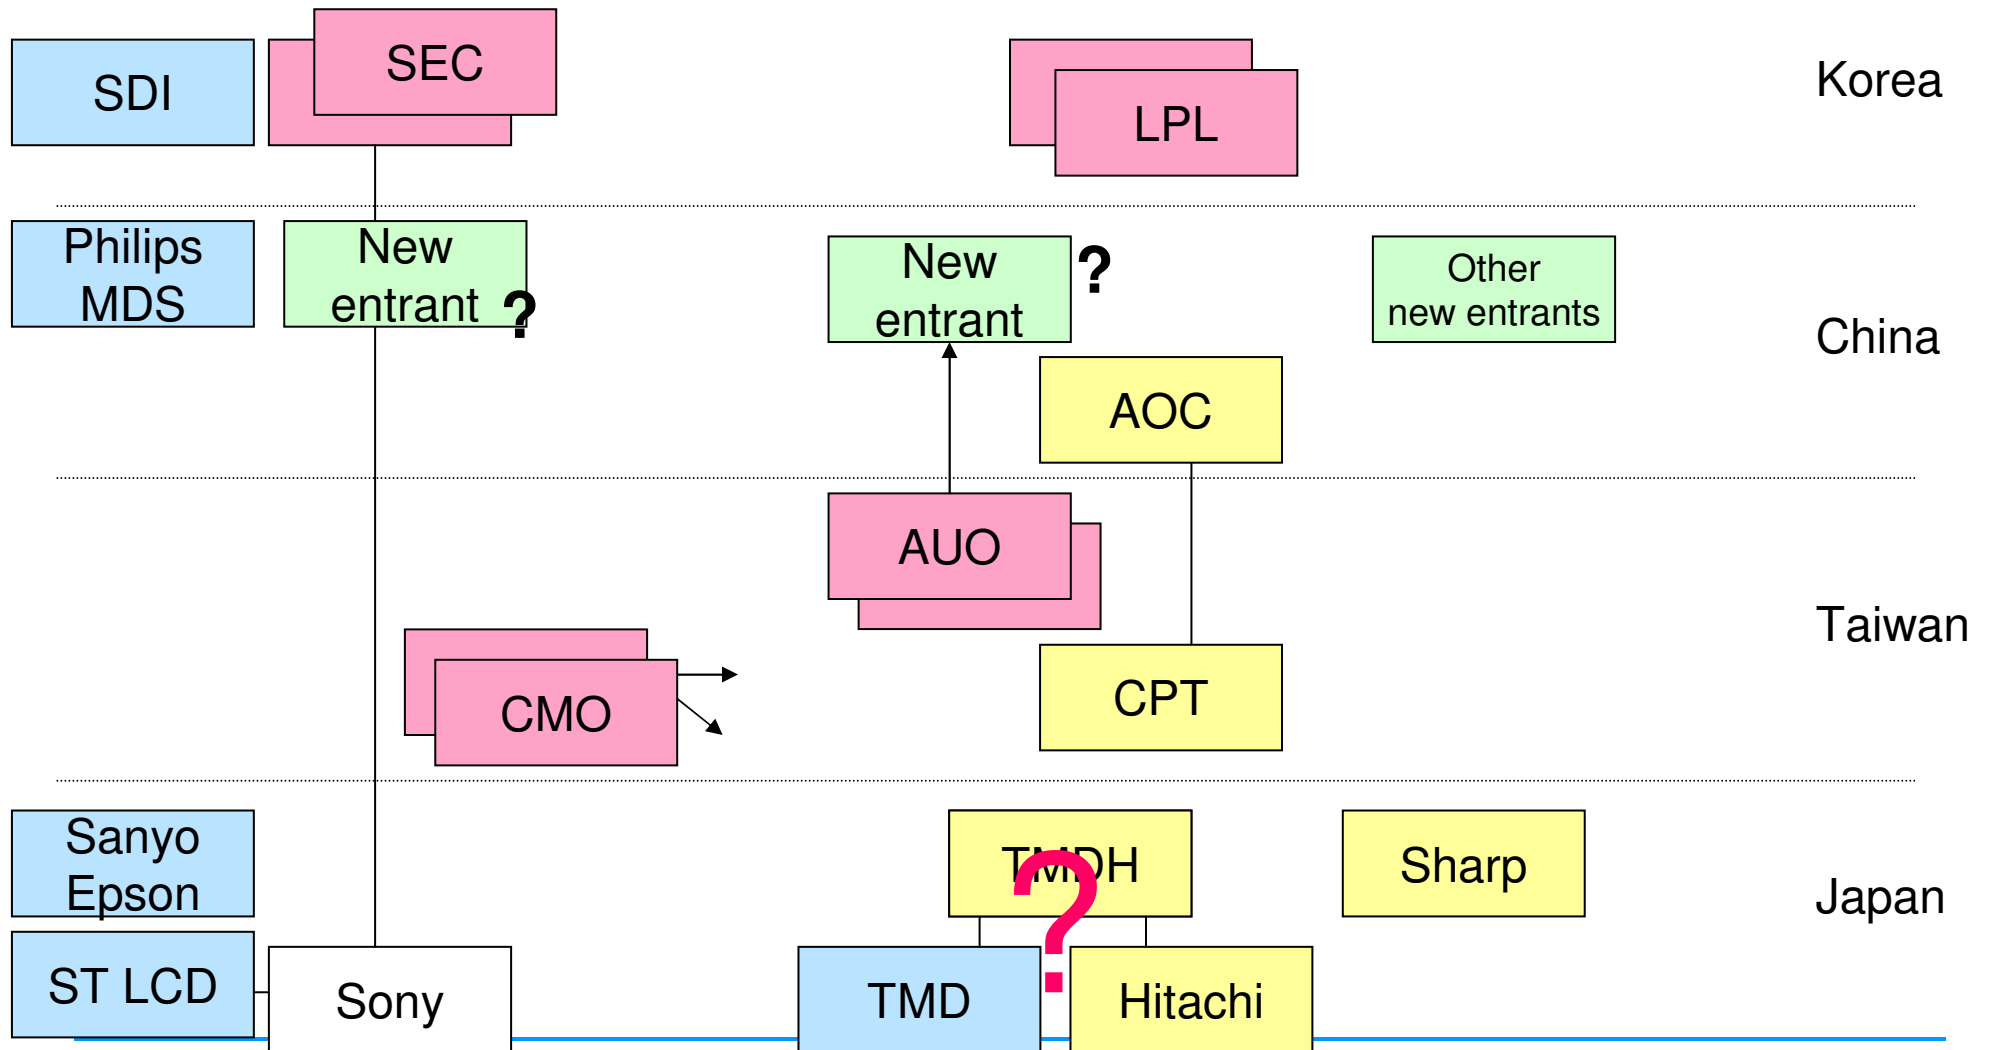 SDI
SEC
LPL
Korea
Philips
MDS
New
entrant ?
New
entrant
?
Other
new entrants
China
AOC
AUO
Taiwan
CMO
CPT
Sanyo
Epson
TMDH
?
Sharp
Japan
ST LCD
Sony
TMD
Hitachi